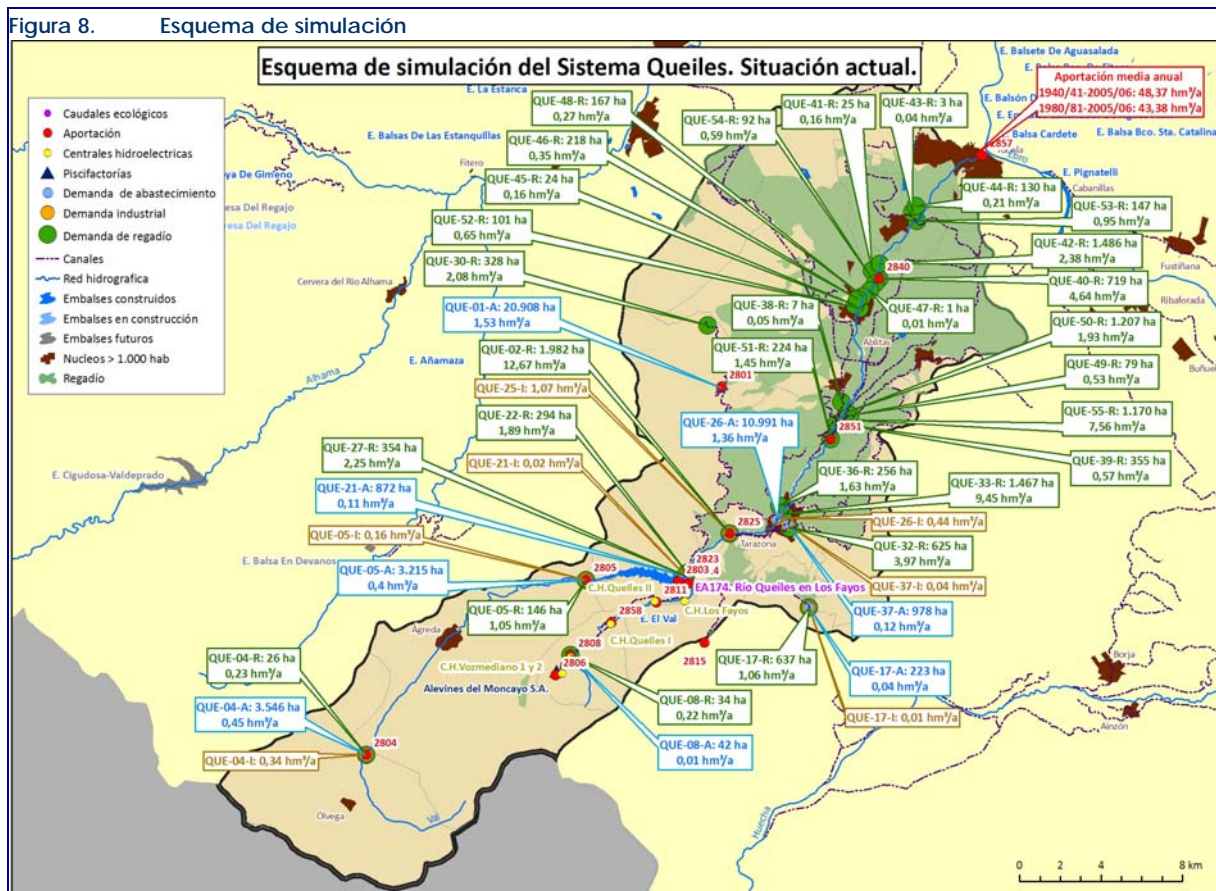 Figura 8. Esquema de simulación
Esquema de simulación del Sistema Queiles. Situación actual.
Caudales ecológicos
Aportación
Centrales hidroelectricas
Piscifactorías
Demanda de abastecimiento
Demanda industrial
Demanda de regadío
Canales
Red hidrografica
Embalses construidos
Embalses en construcción
Embalses futuros
Nucleos > 1.000 hab
Regadío
E. Balsete De Aguasalada
Aportación media anual
1940/41-2005/06: 48,37 hm³/a
1980/81-2005/06: 43,38 hm³/a
E. La Estanca
E. Balsas De Las Estanquillas
Fitero
Balsa Cardete
E. Balsa Bco. Sta. Catalina
2857
Ebro
E. Pignatelli
Cabanillas
Fustiñana
Ribaforada
Buñuel
QUE-48-R: 167 ha
0,27 hm³/a
QUE-46-R: 218 ha
0,35 hm³/a
QUE-45-R: 24 ha
0,16 hm³/a
QUE-52-R: 101 ha
0,65 hm³/a
QUE-30-R: 328 ha
2,08 hm³/a
QUE-01-A: 20.908 ha
1,53 hm³/a
QUE-02-R: 1.982 ha
12,67 hm³/a
QUE-25-I: 1,07 hm³/a
QUE-22-R: 294 ha
1,89 hm³/a
QUE-27-R: 354 ha
2,25 hm³/a
QUE-21-I: 0,02 hm³/a
QUE-21-A: 872 ha
0,11 hm³/a
QUE-05-I: 0,16 hm³/a
QUE-05-A: 3.215 ha
0,4 hm³/a
QUE-05-R: 146 ha
1,05 hm³/a
QUE-04-R: 26 ha
0,23 hm³/a
QUE-04-A: 3.546 ha
0,45 hm³/a
QUE-04-I: 0,34 hm³/a
QUE-54-R: 92 ha
0,59 hm³/a
QUE-41-R: 25 ha
0,16 hm³/a
QUE-43-R: 3 ha
0,04 hm³/a
QUE-44-R: 130 ha
0,21 hm³/a
QUE-53-R: 147 ha
0,95 hm³/a
QUE-42-R: 1.486 ha
2,38 hm³/a
QUE-40-R: 719 ha
4,64 hm³/a
QUE-47-R: 1 ha
0,01 hm³/a
QUE-38-R: 7 ha
0,05 hm³/a
QUE-51-R: 224 ha
1,45 hm³/a
QUE-50-R: 1.207 ha
1,93 hm³/a
QUE-49-R: 79 ha
0,53 hm³/a
QUE-55-R: 1.170 ha
7,56 hm³/a
QUE-39-R: 355 ha
0,57 hm³/a
QUE-26-A: 10.991 ha
1,36 hm³/a
QUE-36-R: 256 ha
1,63 hm³/a
QUE-33-R: 1.467 ha
9,45 hm³/a
QUE-26-I: 0,44 hm³/a
QUE-32-R: 625 ha
3,97 hm³/a
QUE-37-I: 0,04 hm³/a
QUE-37-A: 978 ha
0,12 hm³/a
QUE-17-R: 637 ha
1,06 hm³/a
QUE-17-A: 223 ha
0,04 hm³/a
QUE-17-I: 0,01 hm³/a
QUE-08-R: 34 ha
0,22 hm³/a
QUE-08-A: 42 ha
0,01 hm³/a
Cervera del Río Alhama
Alhama
E. Añamaza
E. Cigudosa-Valdeprado
E. Balsa En Devanos
Ágreda
Ólvega
Val
Ablitas
Tarazona
Borja
Ainzón
Huecha
2840
2801
2851
2825
2823
2803
2805
2811
2858
2808
2806
2815
2804
EA174. Río Queiles en Los Fayos
C.H.Queiles II
C.H.Los Fayos
E. El Val
C.H.Queiles I
C.H.Vozmediano 1 y 2
Alevines del Moncayo S.A.
0 2 4 8 km